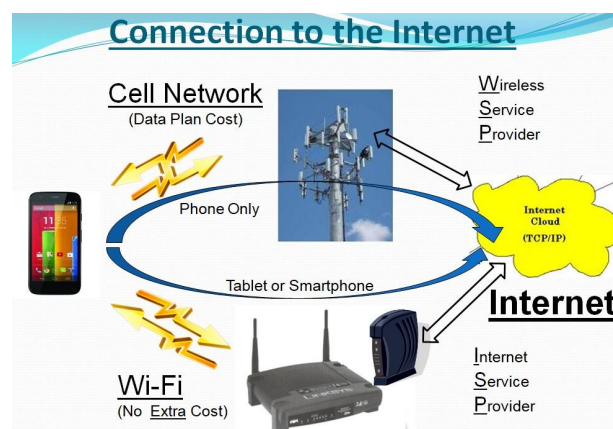 Connection to the Internet
Cell Network
(Data Plan Cost)
Wireless
Service
Provider
Phone Only
Internet
Cloud
(TCP/IP)
Tablet or Smartphone
Internet
Wi-Fi
(No Extra Cost)
LINKSYS
Internet
Service
Provider